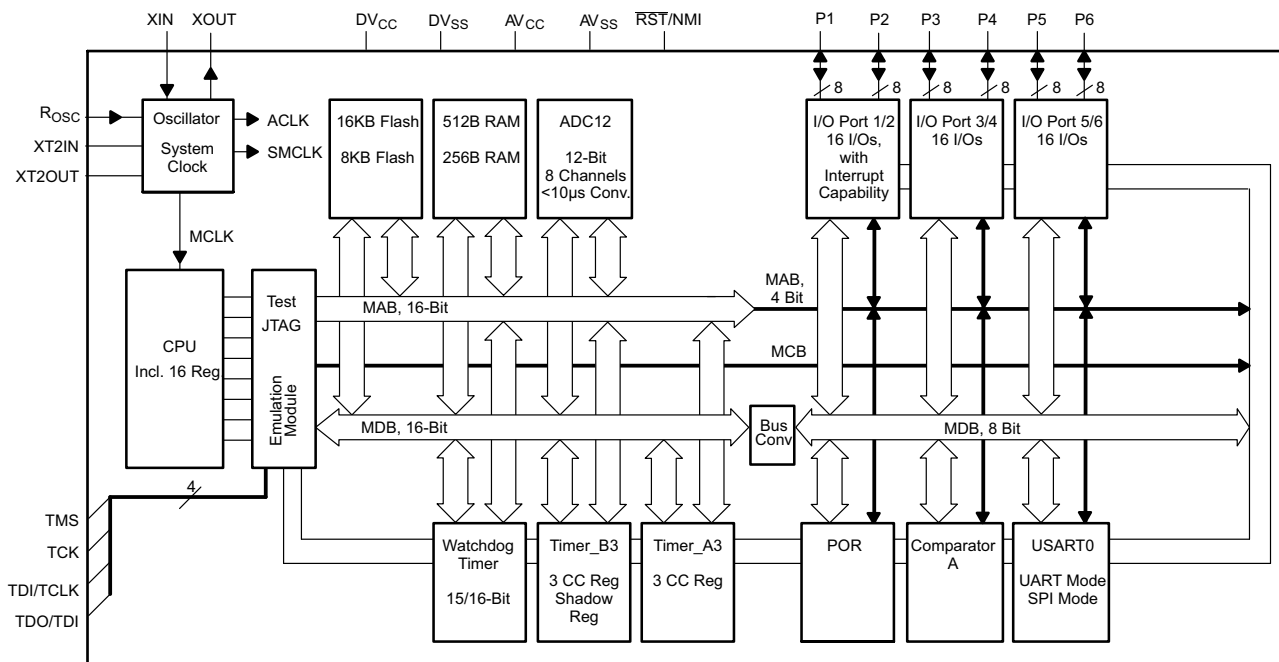 XIN
XOUT
DVCC
DVSS
AVCC
AVSS
RST/NMI
P1
P2
P3
P4
P5
P6
8
8
8
8
8
8
ROSC
XT2IN
XT2OUT
Oscillator
System
Clock
ACLK
SMCLK
16KB Flash
8KB Flash
512B RAM
256B RAM
ADC12
12-Bit
8 Channels
<10µs Conv.
I/O Port 1/2
16 I/Os,
with
Interrupt
Capability
I/O Port 3/4
16 I/Os
I/O Port 5/6
16 I/Os
MCLK
CPU
Incl. 16 Reg.
Test
JTAG
Emulation
Module
MAB, 16-Bit
MAB,
4 Bit
MCB
MDB, 16-Bit
Bus
Conv
MDB, 8 Bit
4
TMS
TCK
TDI/TCLK
TDO/TDI
Watchdog
Timer
15/16-Bit
Timer_B3
3 CC Reg
Shadow
Reg
Timer_A3
3 CC Reg
POR
Comparator
A
USART0
UART Mode
SPI Mode